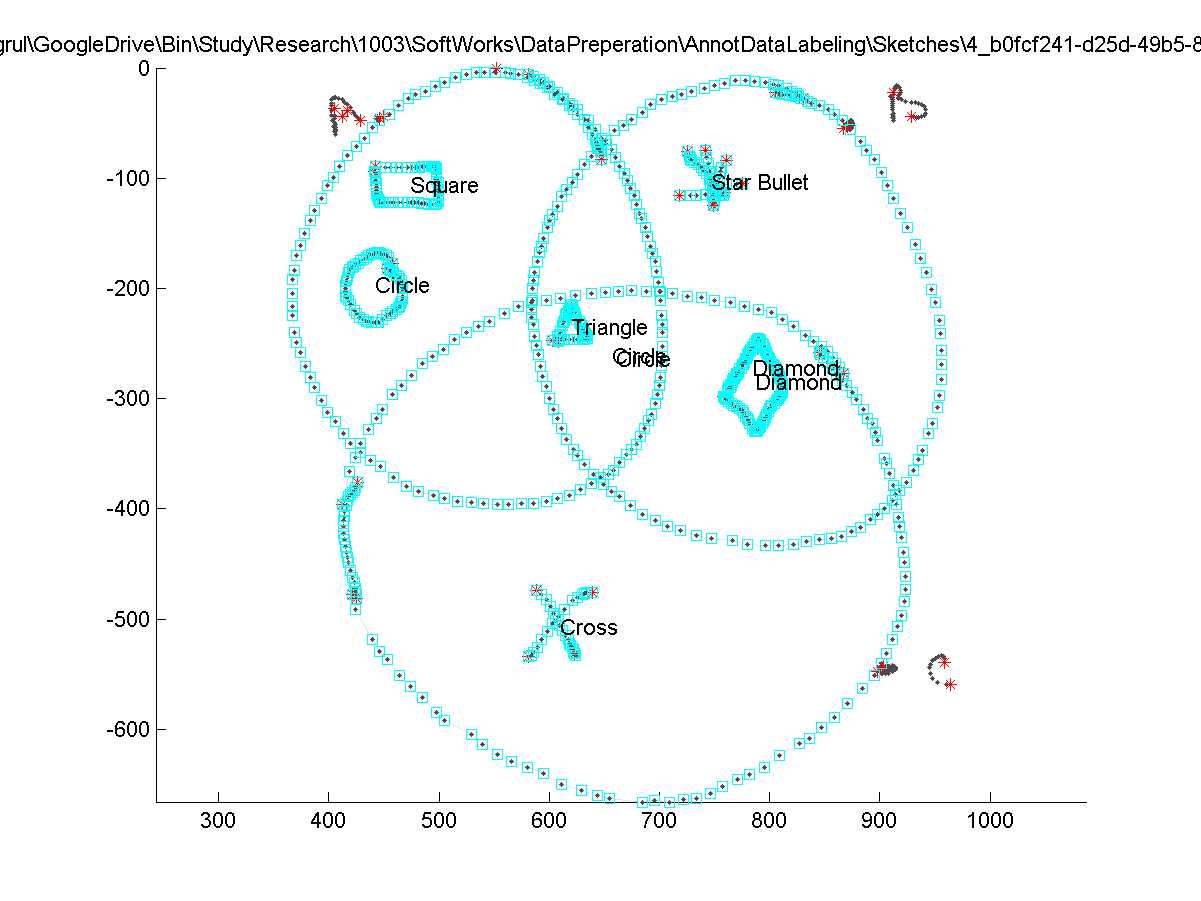 grul\GoogleDrive\Bin\Study\Research\1003\SoftWorks\DataPreperation\AnnotDataLabeling\Sketches\4_b0fcf241-d25d-49b5-8
0
A
b
-100
Square
Star Bullet
-200
Circle
Triangle
Circle
Circle
Diamond
Diamond
-300
-400
-500
Cross
c
-600
300 400 500 600 700 800 900 1000